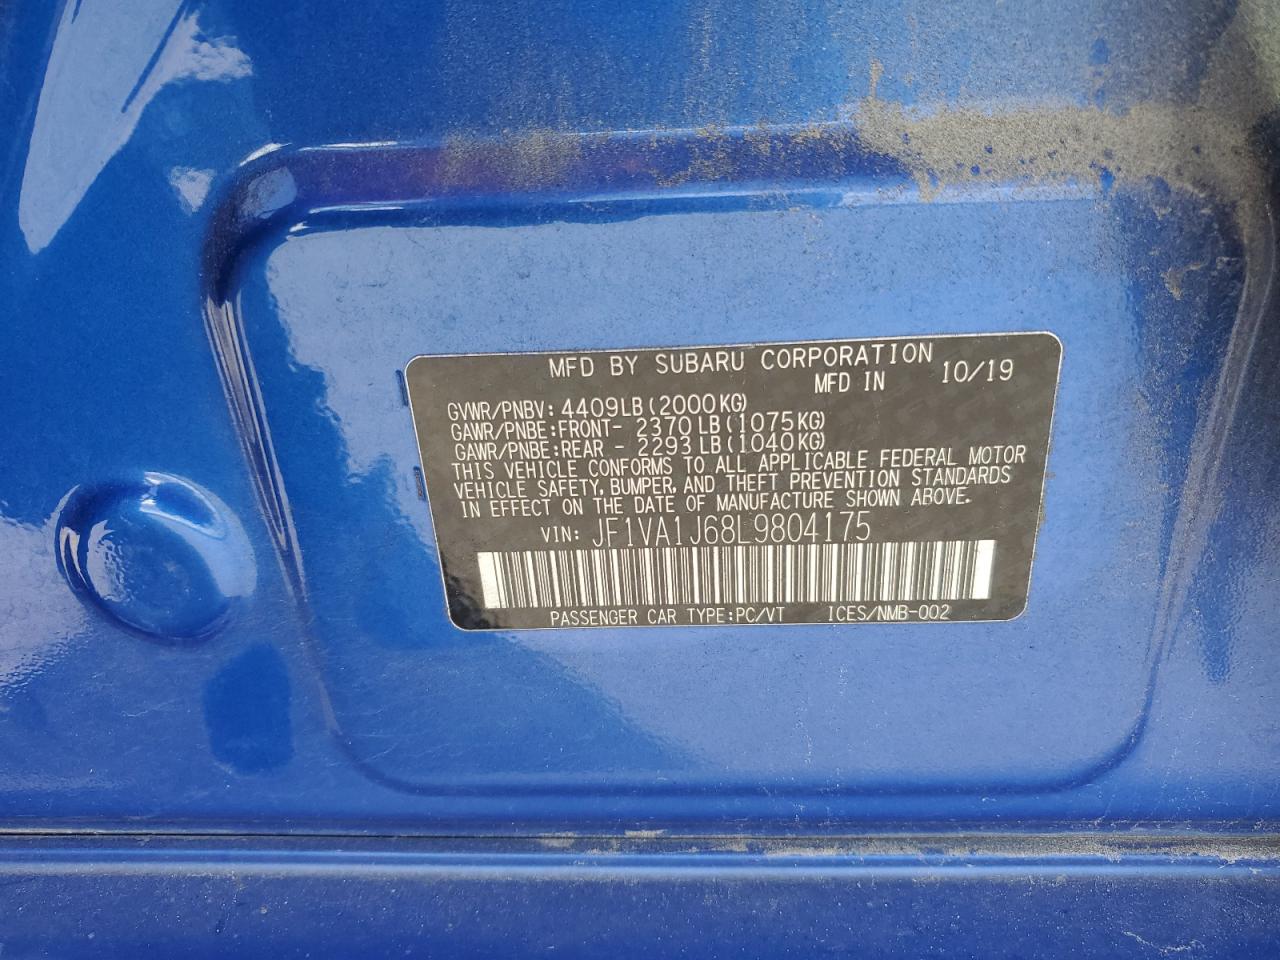 MFD BY SUBARU CORPORATION
MFD IN 10/19
GVWR/PNBV: 4409LB(2000KG)
GAWR/PNBE:FRONT- 2370LB(1075KG)
GAWR/PNBE:REAR - 2293LB(1040KG)
THIS VEHICLE CONFORMS TO ALL APPLICABLE FEDERAL MOTOR
VEHICLE SAFETY, BUMPER, AND THEFT PREVENTION STANDARDS
IN EFFECT ON THE DATE OF MANUFACTURE SHOWN ABOVE.
VIN: JF1VA1J68L9804175
PASSENGER CAR TYPE:PC/VT ICES/NMB-002